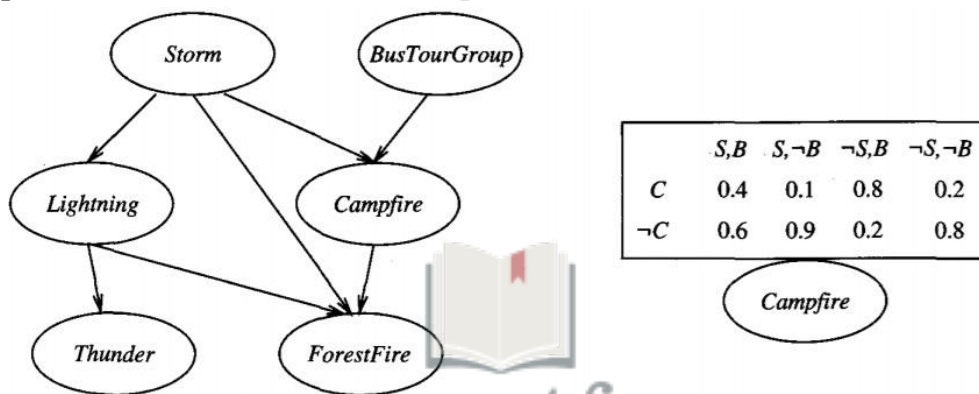 Storm
BusTourGroup
Lightning
Campfire
Thunder
ForestFire
S,B S,¬B ¬S,B ¬S,¬B
C 0.4 0.1 0.8 0.2
¬C 0.6 0.9 0.2 0.8
Campfire